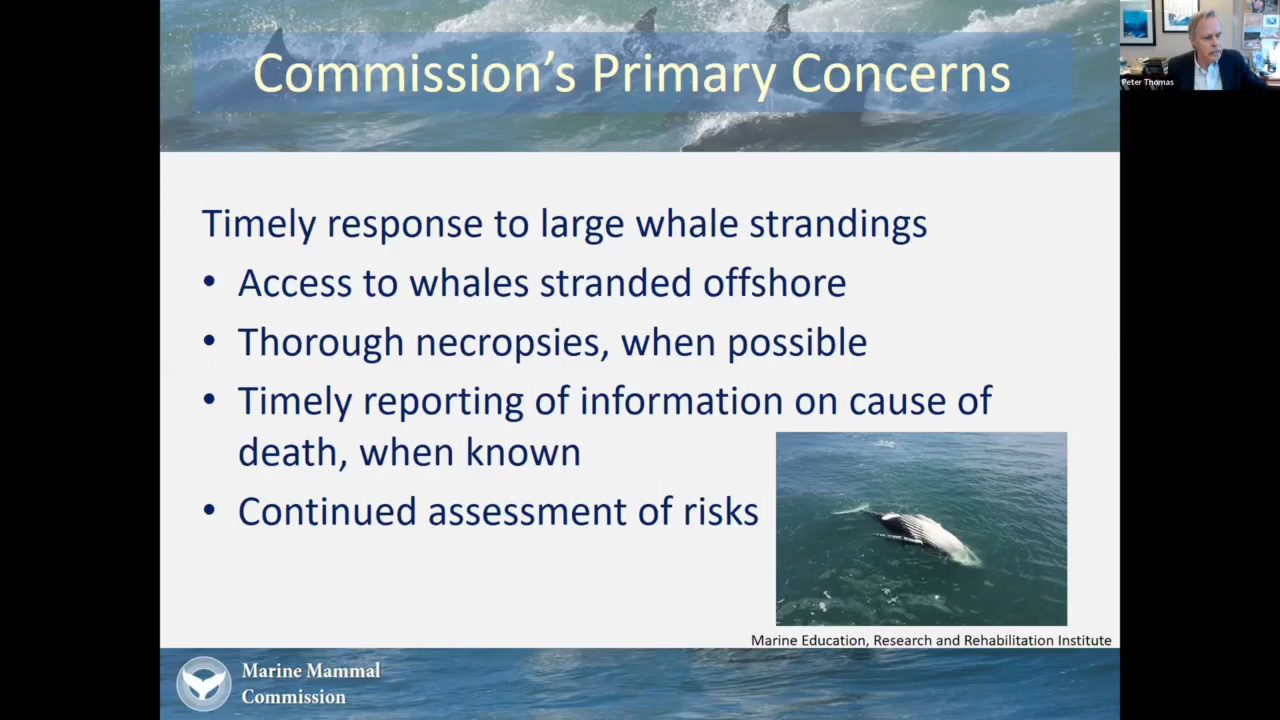 Commission's Primary Concerns
Peter Thomas
Timely response to large whale strandings
• Access to whales stranded offshore
• Thorough necropsies, when possible
• Timely reporting of information on cause of
death, when known
• Continued assessment of risks
Marine Education, Research and Rehabilitation Institute
Marine Mammal
Commission